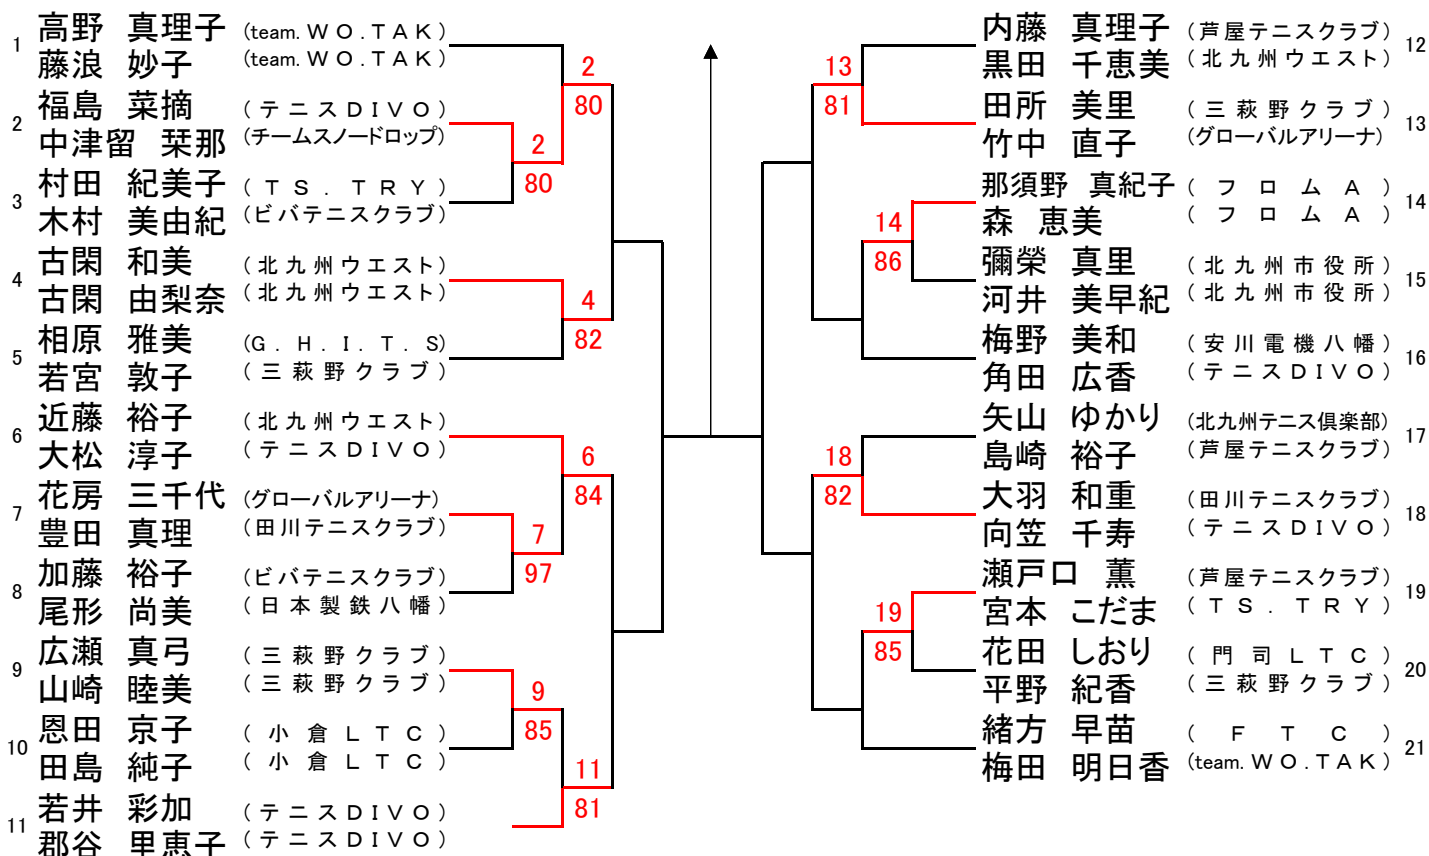 1
高野 真理子 (team.ＷＯ.ＴＡＫ)
藤浪 妙子 (team.ＷＯ.ＴＡＫ)
2
福島 菜摘 (テニスＤＩＶＯ)
中津留 栞那 (チームスノードロップ)
3
村田 紀美子 (ＴＳ．ＴＲＹ)
木村 美由紀 (ビバテニスクラブ)
4
古閑 和美 (北九州ウエスト)
古閑 由梨奈 (北九州ウエスト)
5
相原 雅美 (Ｇ．Ｈ．Ｉ．Ｔ．Ｓ)
若宮 敦子 (三萩野クラブ)
6
近藤 裕子 (北九州ウエスト)
大松 淳子 (テニスＤＩＶＯ)
7
花房 三千代 (グローバルアリーナ)
豊田 真理 (田川テニスクラブ)
8
加藤 裕子 (ビバテニスクラブ)
尾形 尚美 (日本製鉄八幡)
9
広瀬 真弓 (三萩野クラブ)
山崎 睦美 (三萩野クラブ)
10
恩田 京子 (小倉ＬＴＣ)
田島 純子 (小倉ＬＴＣ)
11
若井 彩加 (テニスＤＩＶＯ)
郡谷 里恵子 (テニスＤＩＶＯ)
2
80
2
80
4
82
6
84
7
97
9
85
11
81
13
81
14
86
18
82
19
85
内藤 真理子 (芦屋テニスクラブ)
黒田 千恵美 (北九州ウエスト)
12
田所 美里 (三萩野クラブ)
竹中 直子 (グローバルアリーナ)
13
那須野 真紀子 (フロムＡ)
森 恵美 (フロムＡ)
14
彌榮 真里 (北九州市役所)
河井 美早紀 (北九州市役所)
15
梅野 美和 (安川電機八幡)
角田 広香 (テニスＤＩＶＯ)
16
矢山 ゆかり (北九州テニス倶楽部)
島崎 裕子 (芦屋テニスクラブ)
17
大羽 和重 (田川テニスクラブ)
向笠 千寿 (テニスＤＩＶＯ)
18
瀬戸口 薫 (芦屋テニスクラブ)
宮本 こだま (ＴＳ．ＴＲＹ)
19
花田 しおり (門司ＬＴＣ)
平野 紀香 (三萩野クラブ)
20
緒方 早苗 (ＦＴＣ)
梅田 明日香 (team.ＷＯ.ＴＡＫ)
21